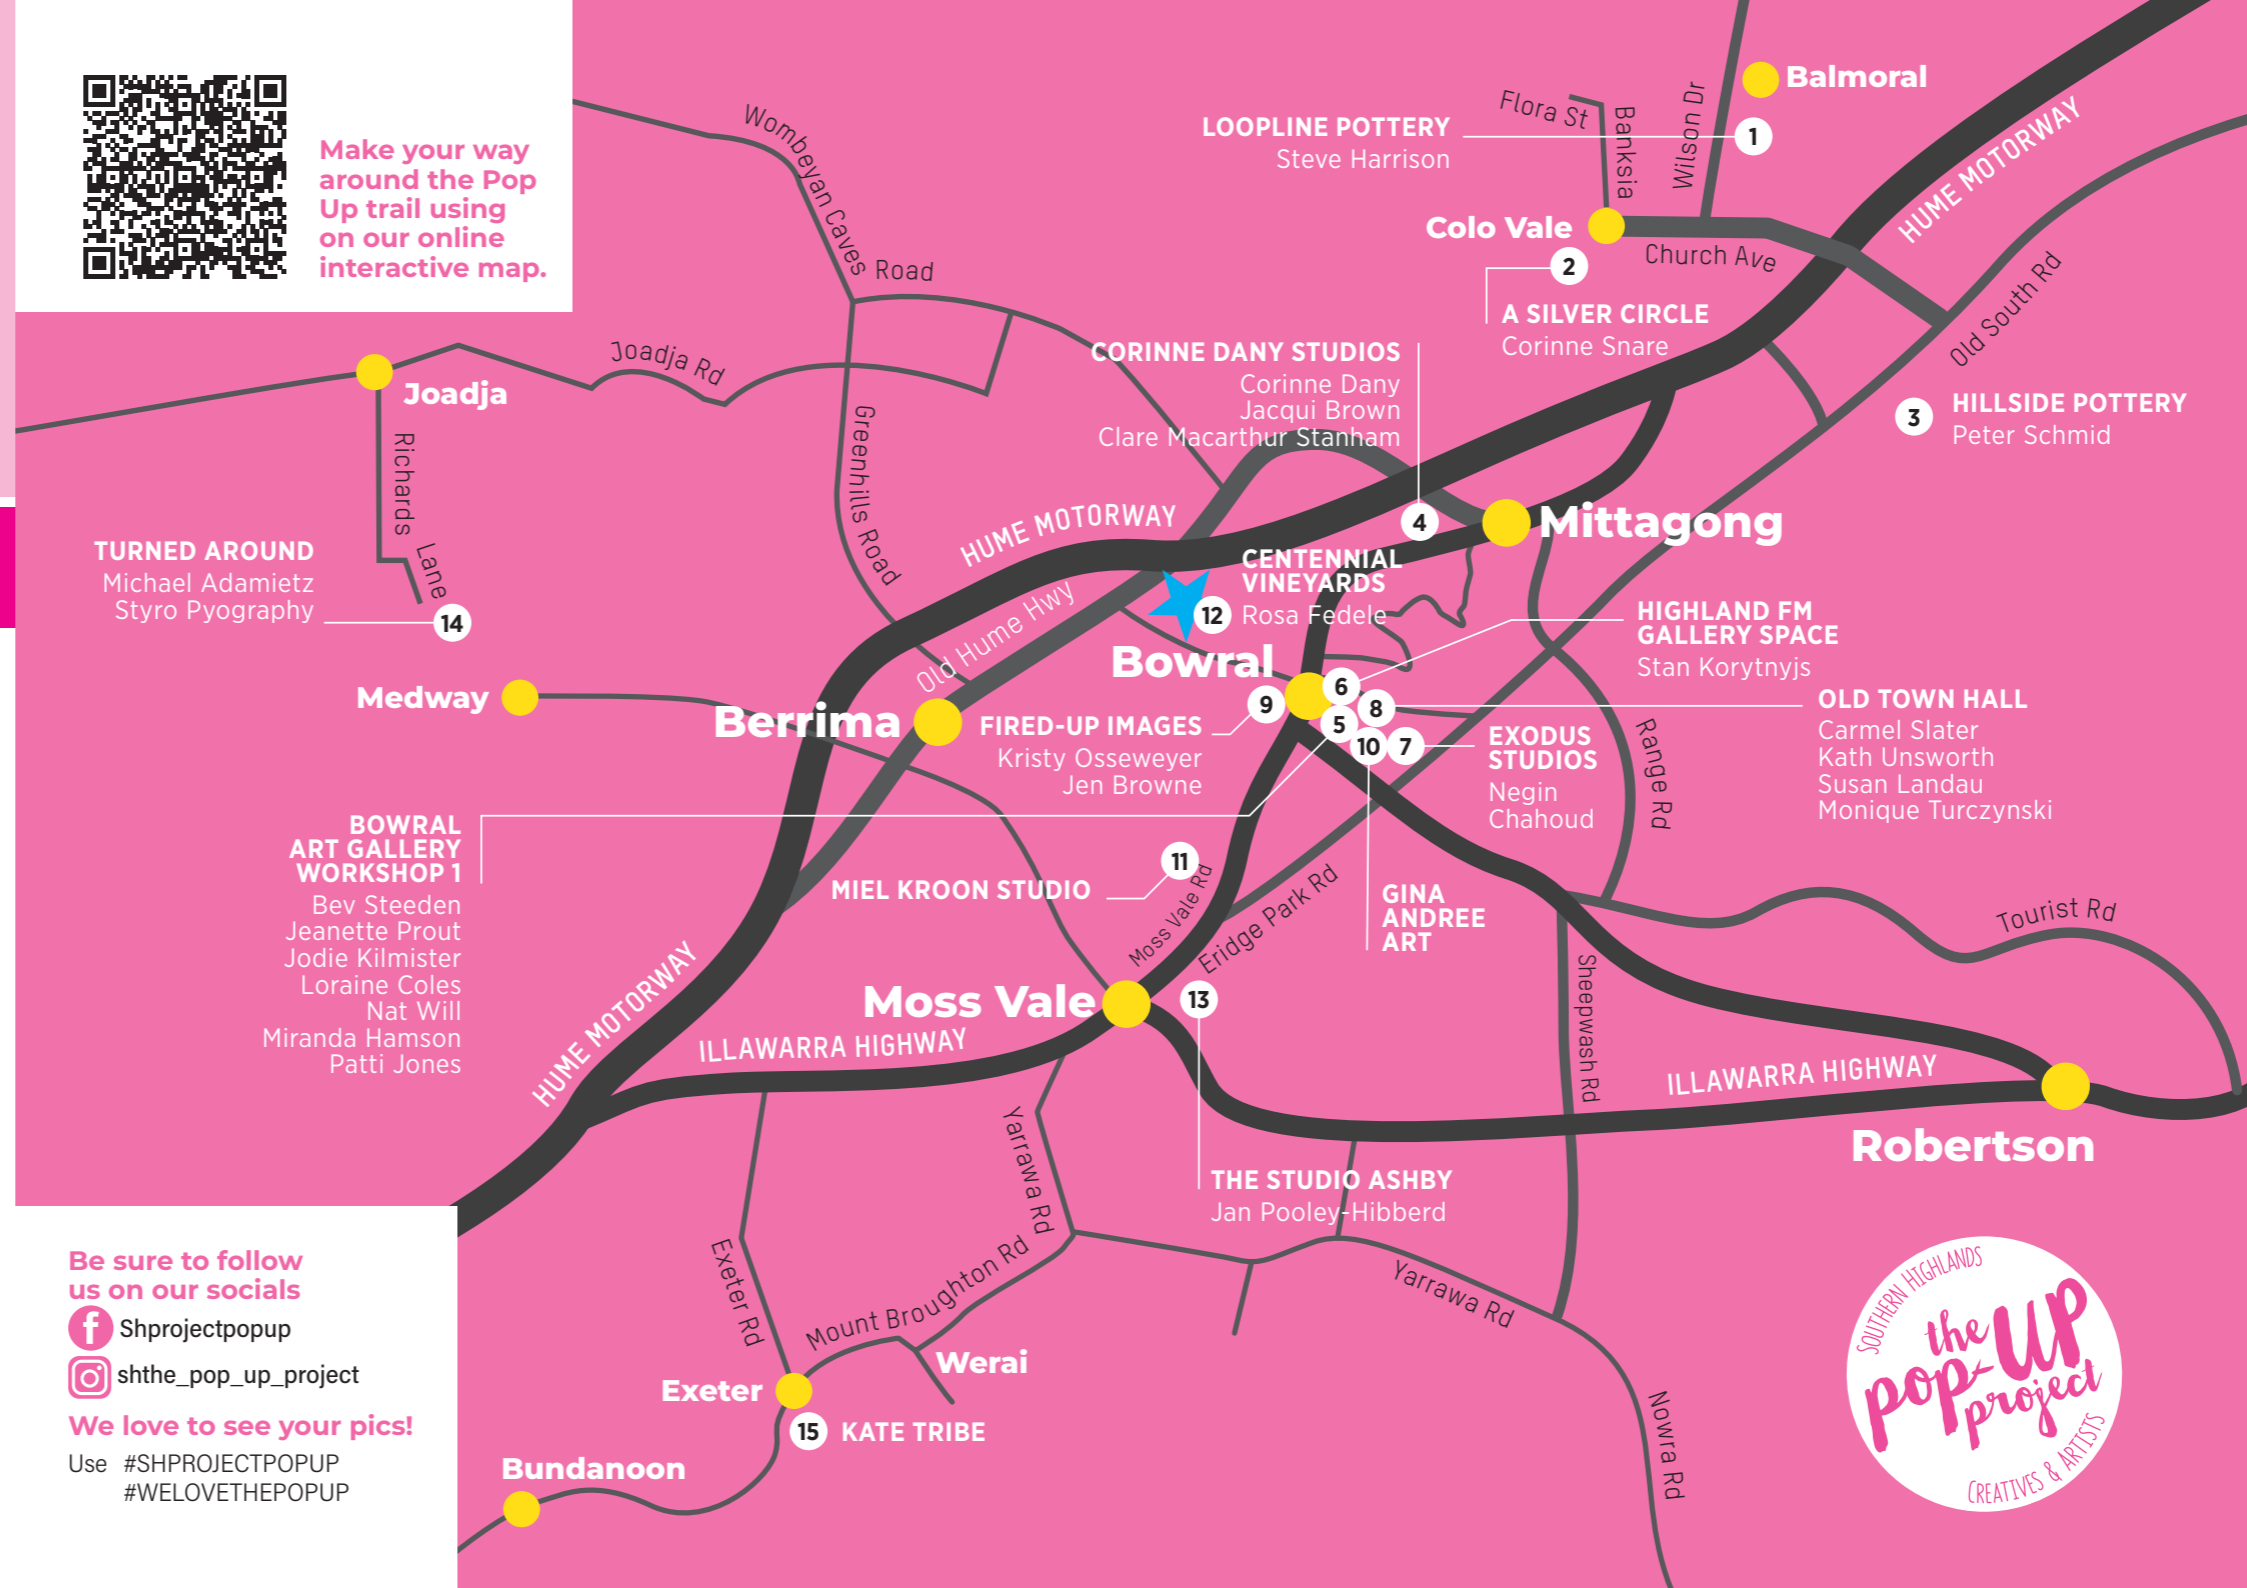 Make your way
around the Pop
Up trail using
on our online
interactive map.
Wombeyan Caves Road
Flora St
Banksia
Wilson Dr
Balmoral
LOOPLINE POTTERY
Steve Harrison
1
HUME MOTORWAY
Colo Vale
Church Ave
2
A SILVER CIRCLE
Corinne Snare
Old South Rd
CORINNE DANY STUDIOS
Corinne Dany
Jacqui Brown
Clare Macarthur Stanham
Joadja Rd
Joadja
Greenhills Road
3
HILLSIDE POTTERY
Peter Schmid
Richards Lane
HUME MOTORWAY
4
Mittagong
TURNED AROUND
Michael Adamietz
Styro Pyography
14
CENTENNIAL
VINEYARDS
Rosa Fedele
12
Old Hume Hwy
HIGHLAND FM
GALLERY SPACE
Stan Korytnyjs
Bowral
6
9
8
5
10
7
Medway
Berrima
FIRED-UP IMAGES
Kristy Osseweyer
Jen Browne
OLD TOWN HALL
Carmel Slater
Kath Unsworth
Susan Landau
Monique Turczynski
EXODUS
STUDIOS
Negin
Chahoud
Range Rd
BOWRAL
ART GALLERY
WORKSHOP 1
Bev Steeden
Jeanette Prout
Jodie Kilmister
Loraine Coles
Nat Will
Miranda Hamson
Patti Jones
11
MIEL KROON STUDIO
Moss Vale Rd
Eridge Park Rd
GINA
ANDREE
ART
Tourist Rd
HUME MOTORWAY
Moss Vale
13
Sheepwash Rd
ILLAWARRA HIGHWAY
ILLAWARRA HIGHWAY
Robertson
Yarrawa Rd
THE STUDIO ASHBY
Jan Pooley-Hibberd
Exeter Rd
Mount Broughton Rd
Yarrawa Rd
Werai
Exeter
15
KATE TRIBE
Nowra Rd
Bundanoon
Be sure to follow
us on our socials
Shprojectpopup
shthe_pop_up_project
We love to see your pics!
Use #SHPROJECTPOPUP
#WELOVETHEPOPUP
SOUTHERN HIGHLANDS
the
pop-UP
project
CREATIVES & ARTISTS